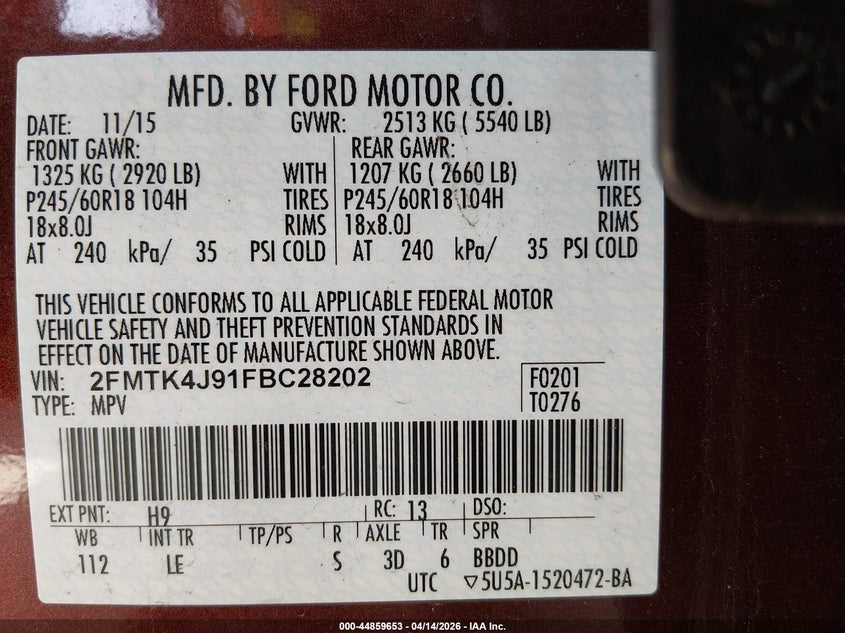 MFD. BY FORD MOTOR CO.
DATE: 11/15 GVWR: 2513 KG ( 5540 LB)
FRONT GAWR: REAR GAWR:
1325 KG ( 2920 LB) WITH 1207 KG ( 2660 LB) WITH
P245/60R18 104H TIRES P245/60R18 104H TIRES
18x8.0J RIMS 18x8.0J RIMS
AT 240 kPa/ 35 PSI COLD AT 240 kPa/ 35 PSI COLD
THIS VEHICLE CONFORMS TO ALL APPLICABLE FEDERAL MOTOR
VEHICLE SAFETY AND THEFT PREVENTION STANDARDS IN
EFFECT ON THE DATE OF MANUFACTURE SHOWN ABOVE.
VIN: 2FMTK4J91FBC28202 F0201
TYPE: MPV T0276
EXT PNT: H9 RC: 13 DSO:
WB INT TR TP/PS R AXLE TR SPR
112 LE S 3D 6 BBDD
UTC ▽5U5A-1520472-BA
000-44859653 - 04/14/2026 - IAA Inc.